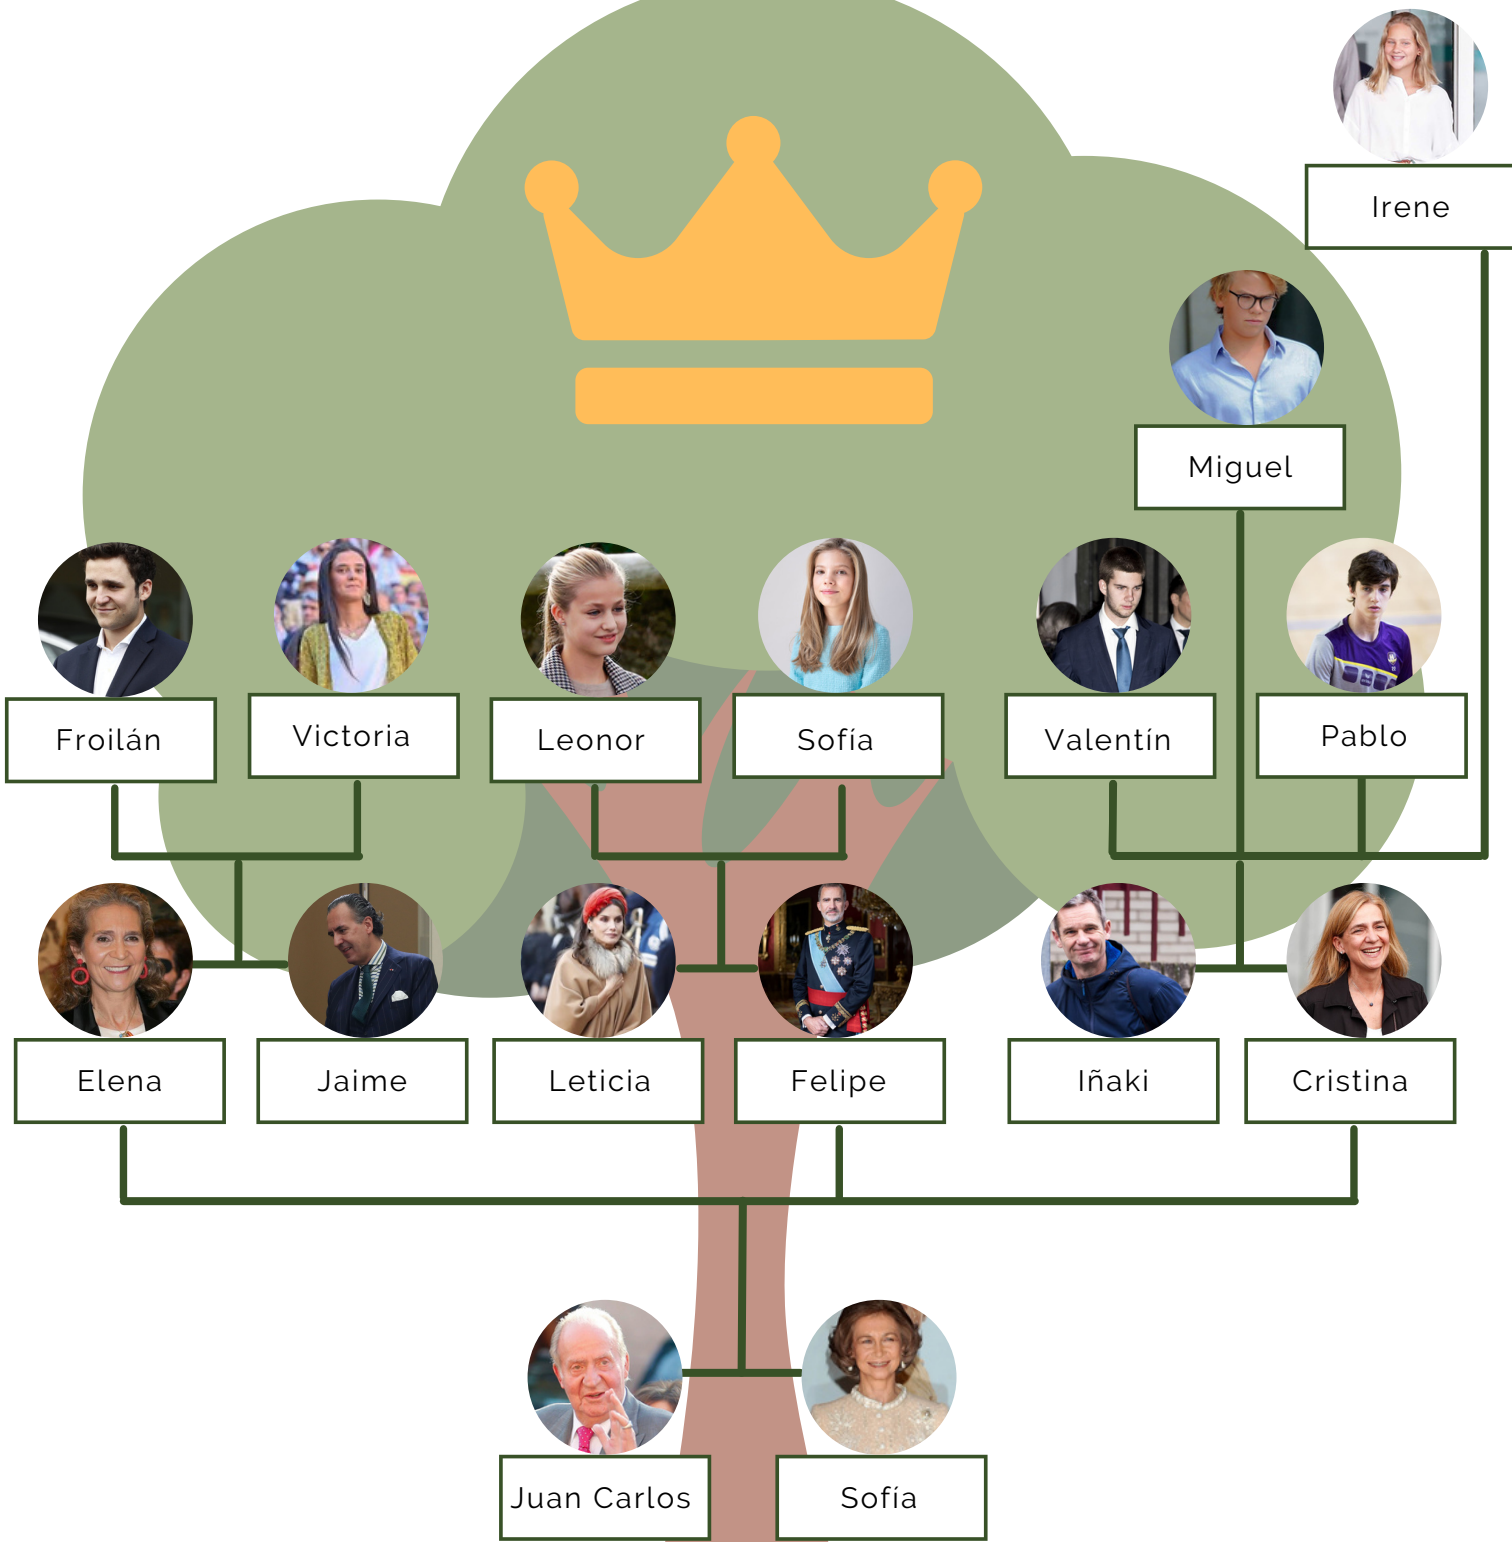 Irene
Miguel
Froilán
Victoria
Leonor
Sofía
Valentín
Pablo
Elena
Jaime
Leticia
Felipe
Iñaki
Cristina
Juan Carlos
Sofía